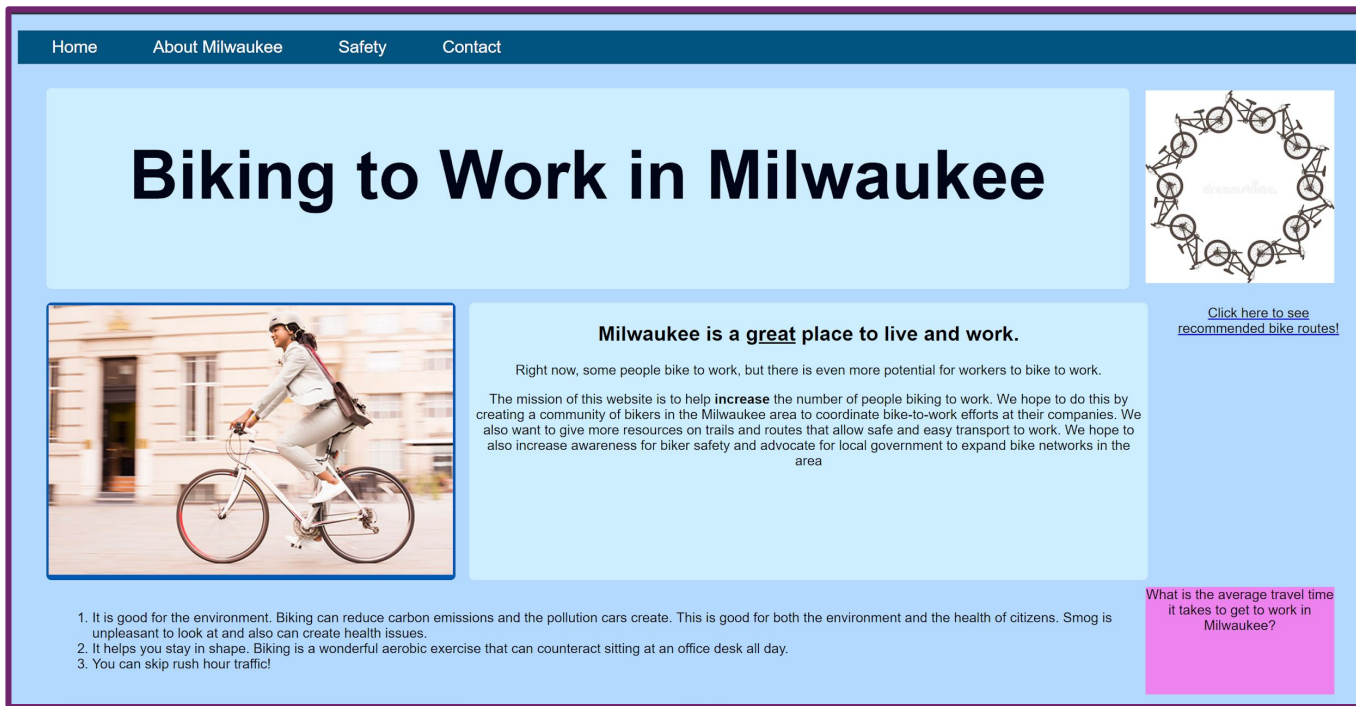 Home About Milwaukee Safety Contact
Biking to Work in Milwaukee
dreamstime.
Click here to see
recommended bike routes!
Milwaukee is a great place to live and work.
Right now, some people bike to work, but there is even more potential for workers to bike to work.
The mission of this website is to help increase the number of people biking to work. We hope to do this by
creating a community of bikers in the Milwaukee area to coordinate bike-to-work efforts at their companies. We
also want to give more resources on trails and routes that allow safe and easy transport to work. We hope to
also increase awareness for biker safety and advocate for local government to expand bike networks in the
area
1. It is good for the environment. Biking can reduce carbon emissions and the pollution cars create. This is good for both the environment and the health of citizens. Smog is
unpleasant to look at and also can create health issues.
2. It helps you stay in shape. Biking is a wonderful aerobic exercise that can counteract sitting at an office desk all day.
3. You can skip rush hour traffic!
What is the average travel time
it takes to get to work in
Milwaukee?